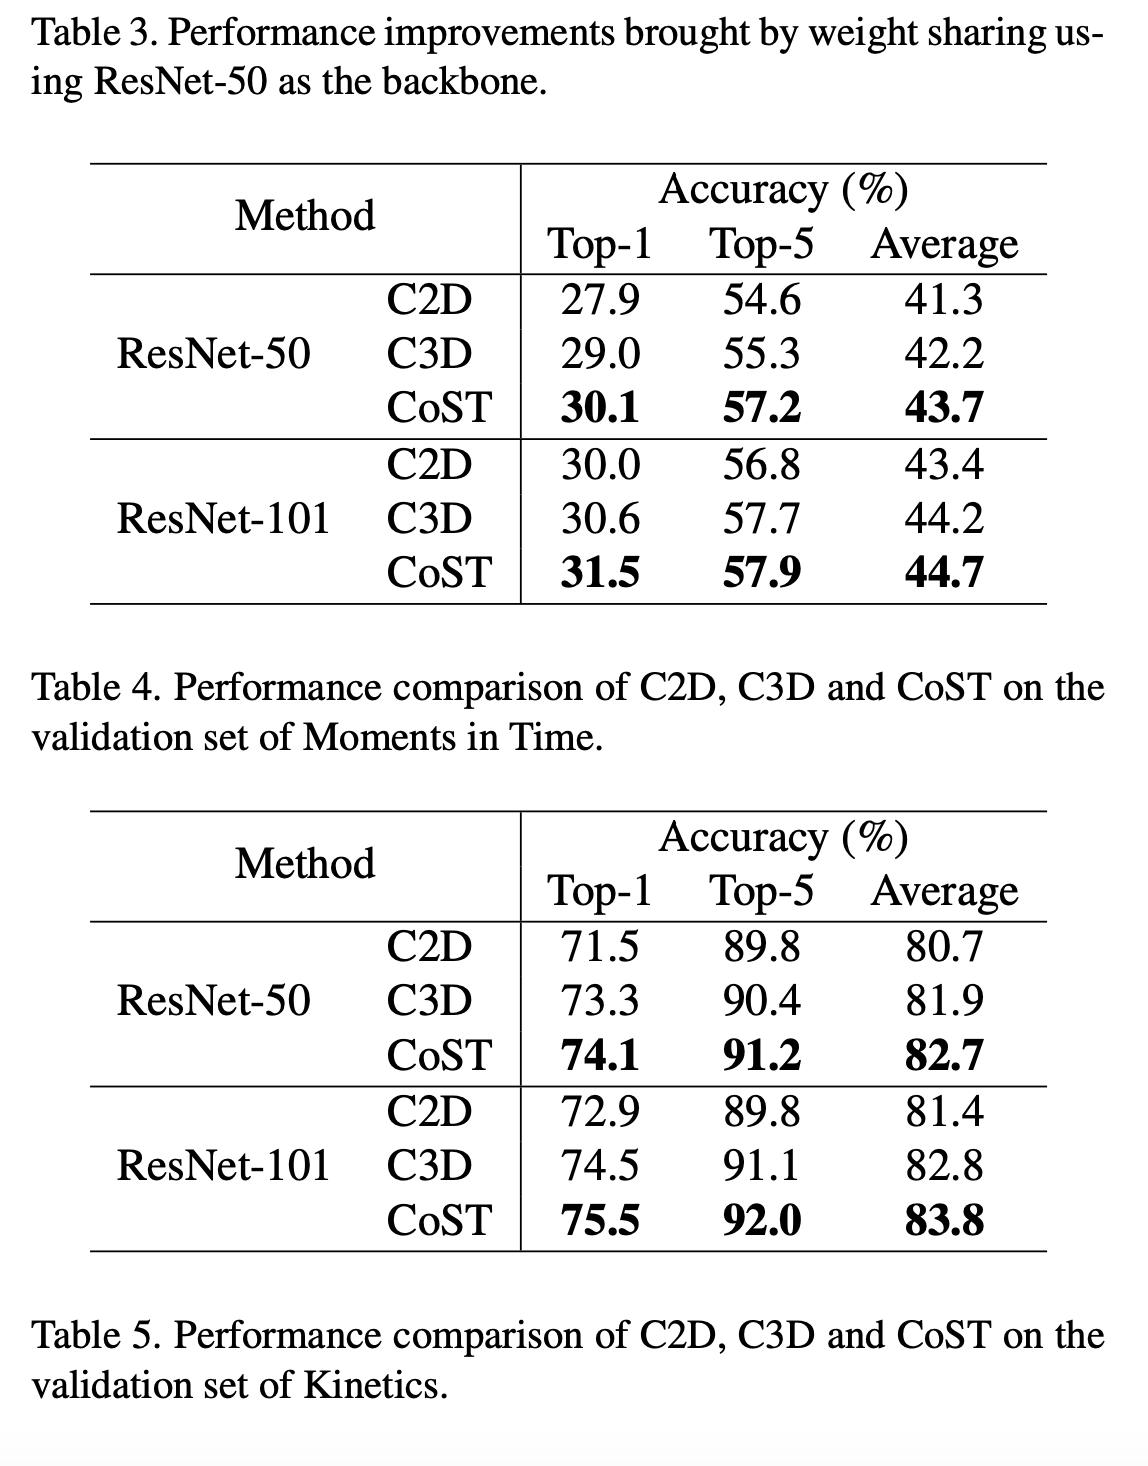 Table 3. Performance improvements brought by weight sharing us-
ing ResNet-50 as the backbone.
Method Accuracy (%)
Top-1 Top-5 Average
ResNet-50 C2D 27.9 54.6 41.3
C3D 29.0 55.3 42.2
CoST 30.1 57.2 43.7
ResNet-101 C2D 30.0 56.8 43.4
C3D 30.6 57.7 44.2
CoST 31.5 57.9 44.7
Table 4. Performance comparison of C2D, C3D and CoST on the
validation set of Moments in Time.
Method Accuracy (%)
Top-1 Top-5 Average
ResNet-50 C2D 71.5 89.8 80.7
C3D 73.3 90.4 81.9
CoST 74.1 91.2 82.7
ResNet-101 C2D 72.9 89.8 81.4
C3D 74.5 91.1 82.8
CoST 75.5 92.0 83.8
Table 5. Performance comparison of C2D, C3D and CoST on the
validation set of Kinetics.